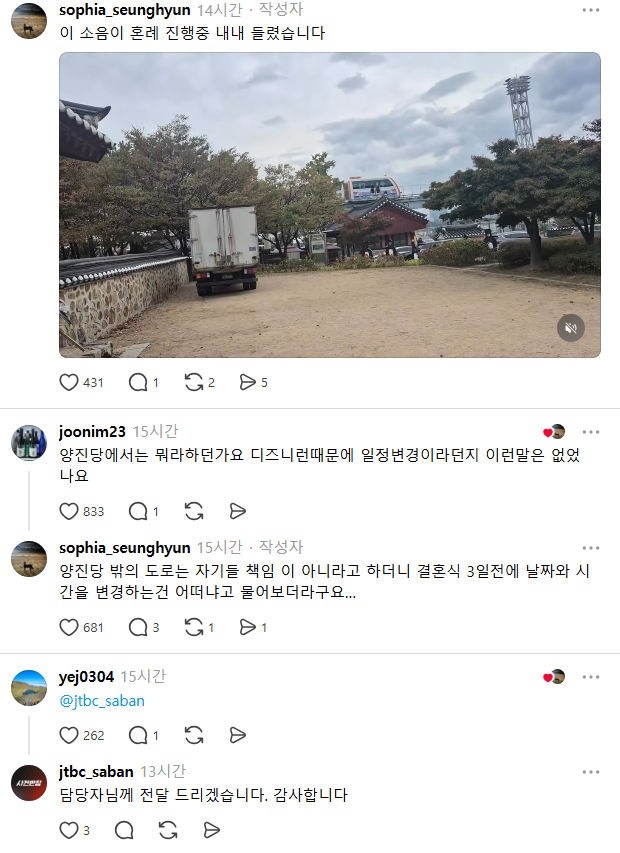 sophia_seunghyun 14시간 · 작성자
이 소음이 혼례 진행중 내내 들렸습니다
431 1 2 5
joonim23 15시간
양진당에서는 뭐라하던가요 디즈니런때문에 일정변경이라던지 이런말은 없었
나요
833 1
sophia_seunghyun 15시간 · 작성자
양진당 밖의 도로는 자기들 책임 이 아니라고 하더니 결혼식 3일전에 날짜와 시
간을 변경하는건 어떠냐고 물어보더라구요...
681 3 1 1
yej0304 15시간
@jtbc_saban
262 1
사건반장
jtbc_saban 13시간
담당자님께 전달 드리겠습니다. 감사합니다
3